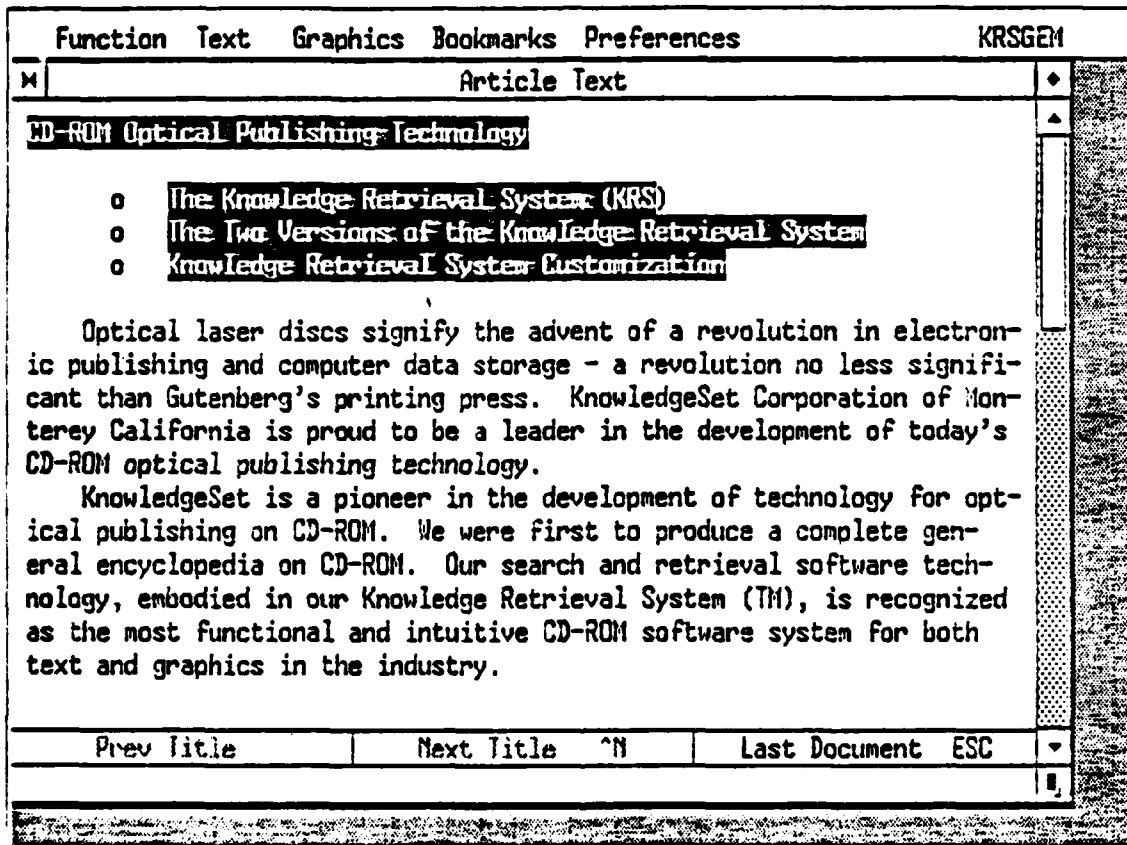 Function Text Graphics Bookmarks Preferences KRSGEM
Article Text
CD-ROM Optical Publishing Technology
o The Knowledge Retrieval System (KRS)
o The Two Versions of the Knowledge Retrieval System
o Knowledge Retrieval System Customization
Optical laser discs signify the advent of a revolution in electron-
ic publishing and computer data storage - a revolution no less signifi-
cant than Gutenberg's printing press. KnowledgeSet Corporation of Mon-
terey California is proud to be a leader in the development of today's
CD-ROM optical publishing technology.
KnowledgeSet is a pioneer in the development of technology for opt-
ical publishing on CD-ROM. We were first to produce a complete gen-
eral encyclopedia on CD-ROM. Our search and retrieval software tech-
nology, embodied in our Knowledge Retrieval System (TM), is recognized
as the most functional and intuitive CD-ROM software system for both
text and graphics in the industry.
Prev Title Next Title ^N Last Document ESC